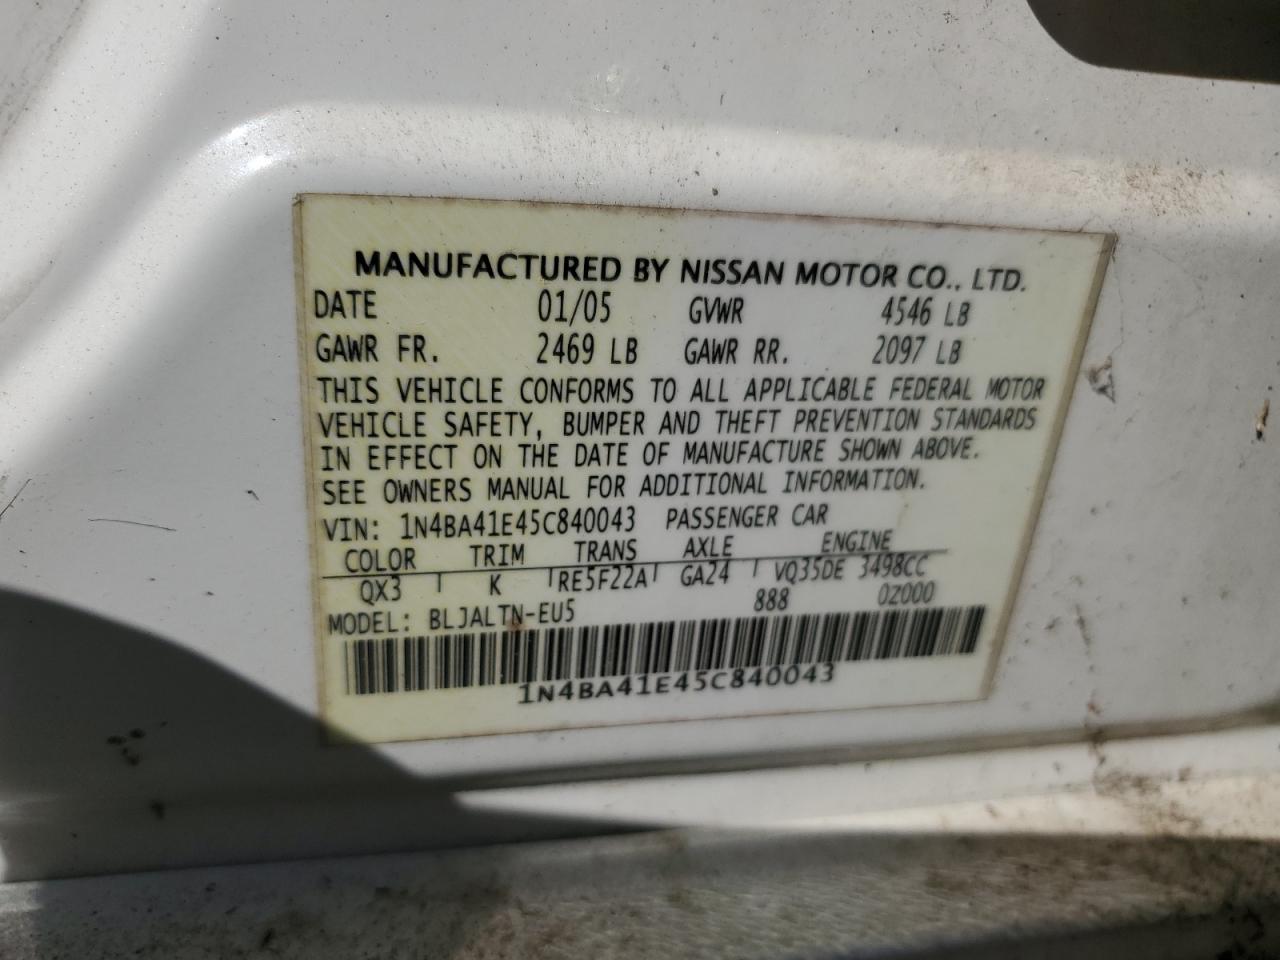 MANUFACTURED BY NISSAN MOTOR CO., LTD.
DATE 01/05 GVWR 4546 LB
GAWR FR. 2469 LB GAWR RR. 2097 LB
THIS VEHICLE CONFORMS TO ALL APPLICABLE FEDERAL MOTOR
VEHICLE SAFETY, BUMPER AND THEFT PREVENTION STANDARDS
IN EFFECT ON THE DATE OF MANUFACTURE SHOWN ABOVE.
SEE OWNERS MANUAL FOR ADDITIONAL INFORMATION.
VIN: 1N4BA41E45C840043 PASSENGER CAR
COLOR TRIM TRANS AXLE ENGINE
QX3 K RE5F22A GA24 VQ35DE 3498CC
MODEL: BLJALTN-EU5 888 0Z000
1N4BA41E45C840043